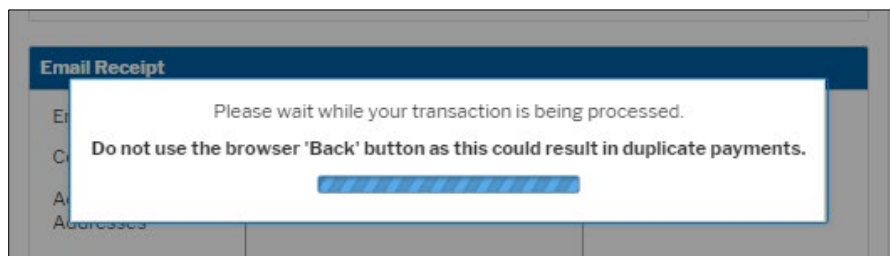 Email Receipt
Please wait while your transaction is being processed.
Do not use the browser 'Back' button as this could result in duplicate payments.
Addresses